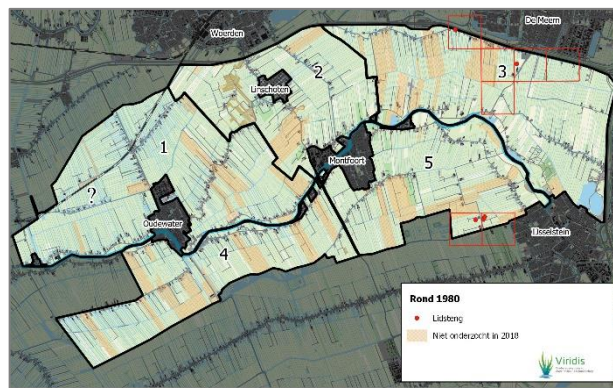 De Meern
Woerden
2
3
Linschoten
1
Montfoort
5
?
Oudewater
IJsselstein
4
Rond 1980
Lidsteng
Niet onderzocht in 2018
Viridis